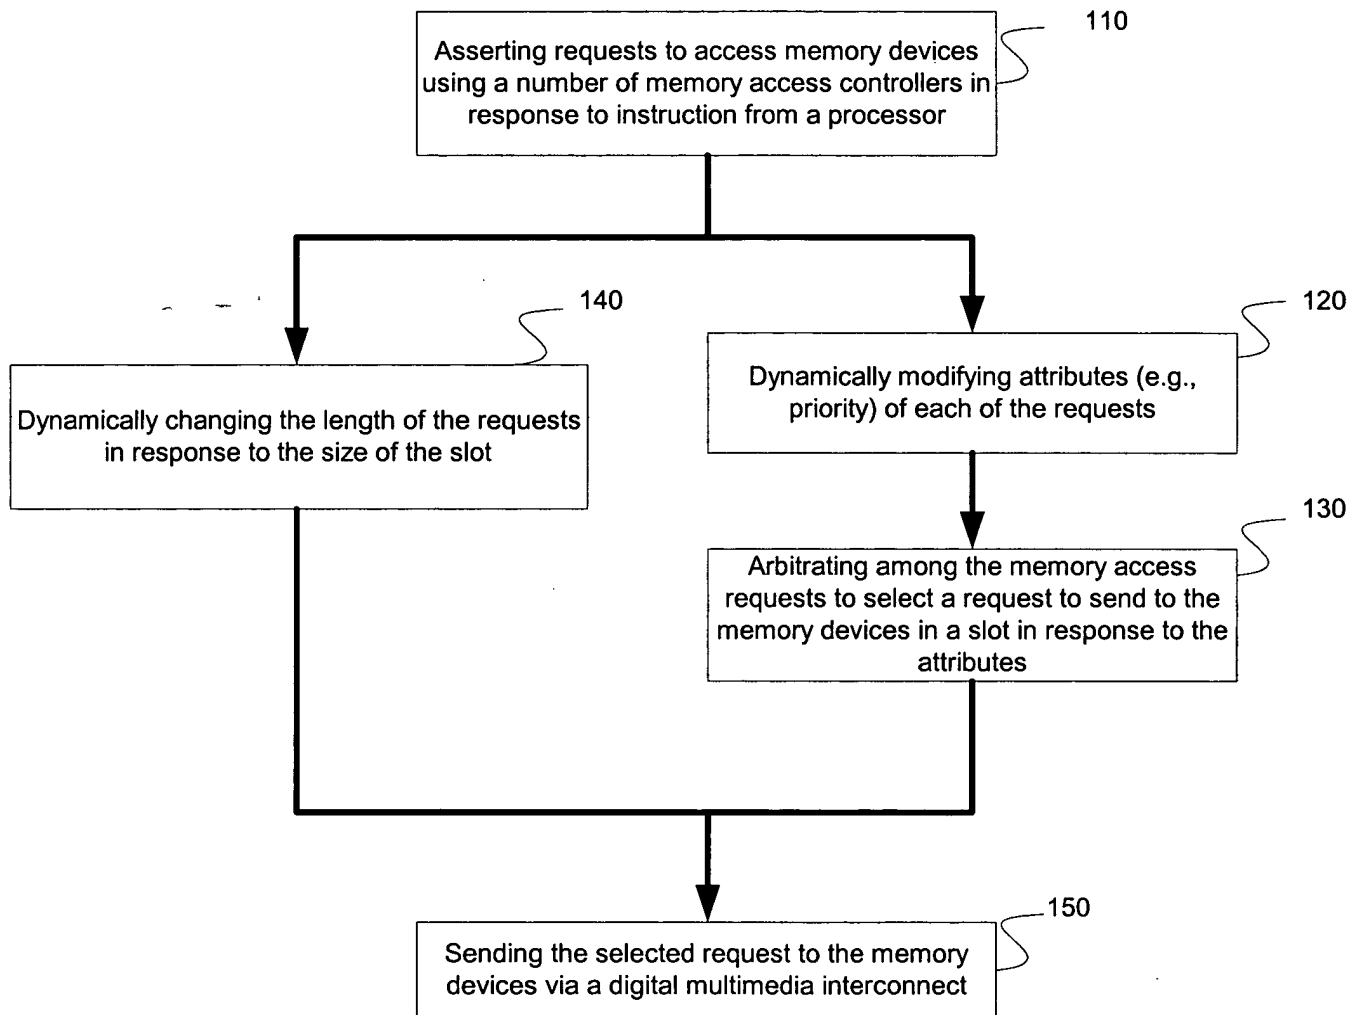 110
Asserting requests to access memory devices
using a number of memory access controllers in
response to instruction from a processor
140
120
Dynamically changing the length of the requests
in response to the size of the slot
Dynamically modifying attributes (e.g.,
priority) of each of the requests
130
Arbitrating among the memory access
requests to select a request to send to the
memory devices in a slot in response to the
attributes
150
Sending the selected request to the memory
devices via a digital multimedia interconnect